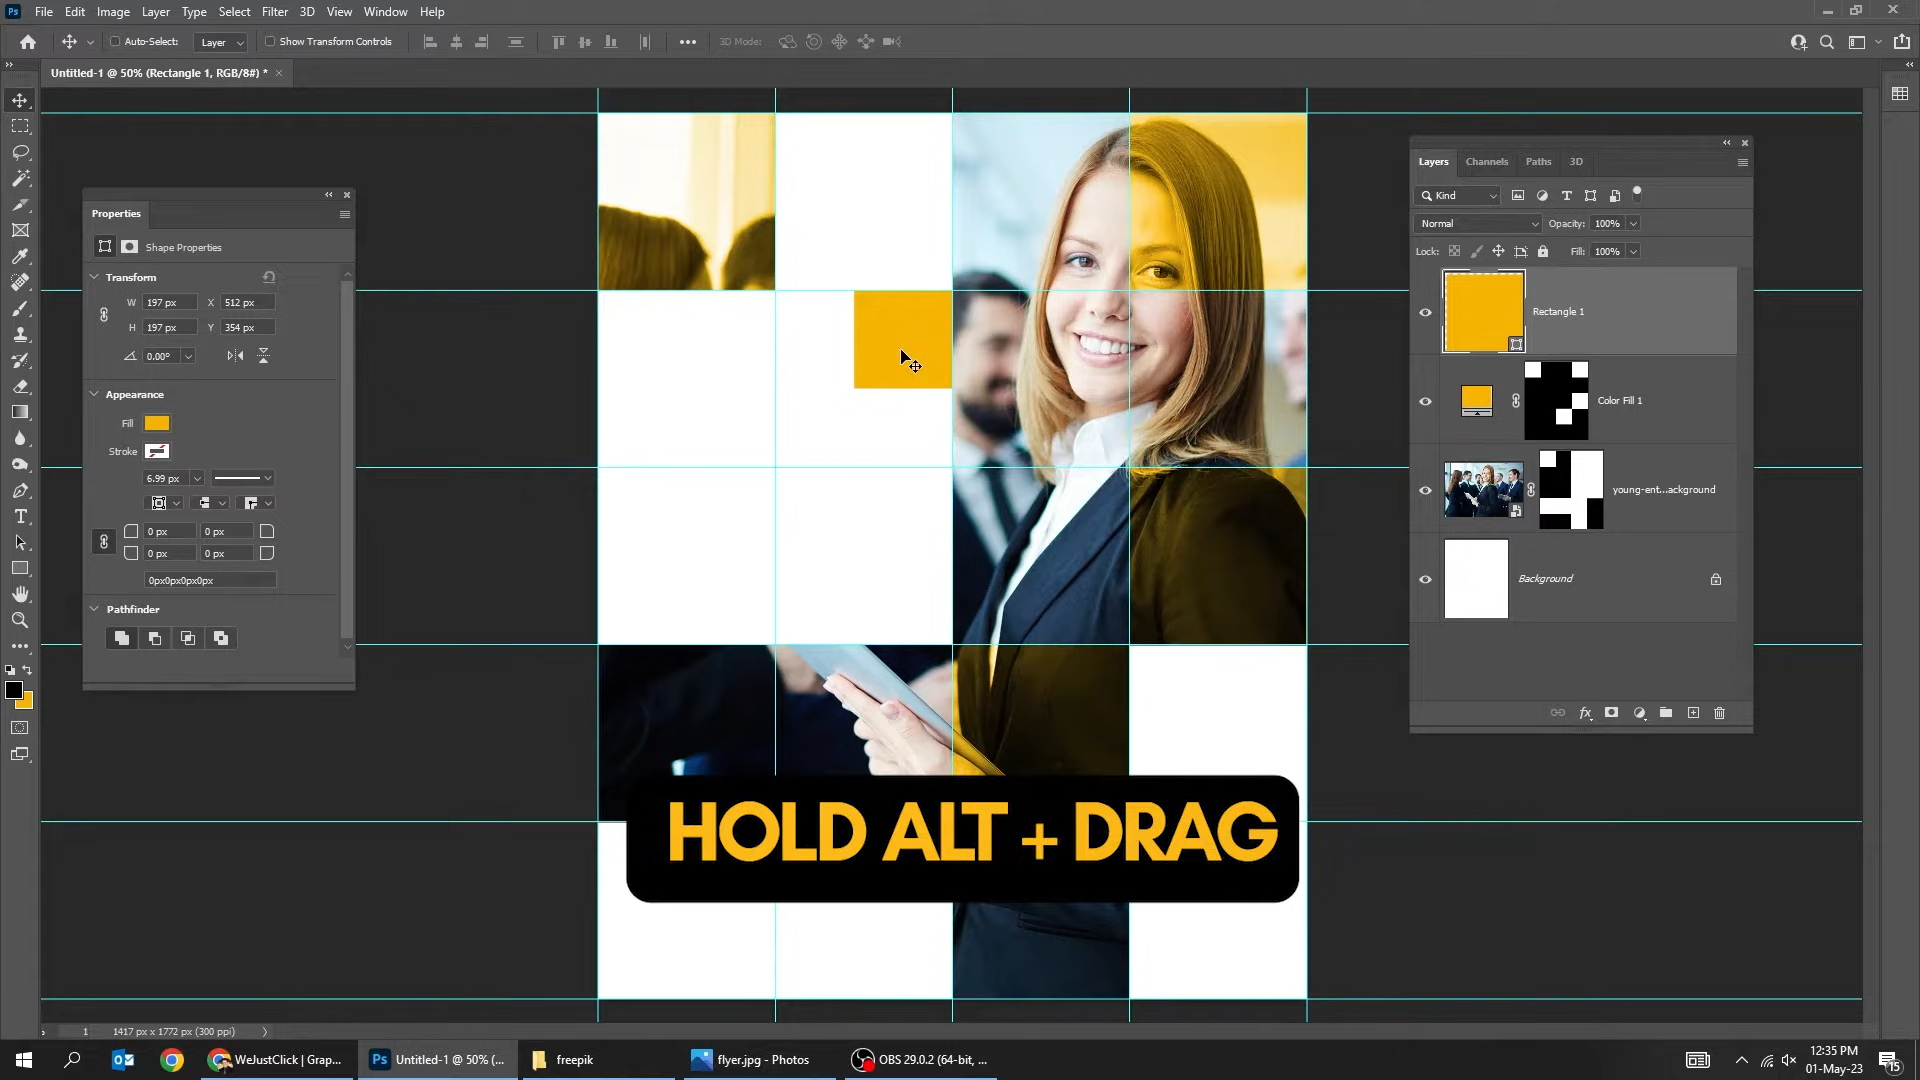 Ps File Edit Image Layer Type Select Filter 3D View Window Help
Auto-Select: Layer Show Transform Controls 3D Mode:
Untitled-1 @ 50% (Rectangle 1, RGB/8#) *
Properties
Shape Properties
Transform
W 197 px X 512 px
H 197 px Y 354 px
0.00°
Appearance
Fill
Stroke
6.99 px
0 px 0 px
0 px 0 px
0px0px0px0px
Pathfinder
Layers Channels Paths 3D
Kind
Normal Opacity: 100%
Lock: Fill: 100%
Rectangle 1
Color Fill 1
young-ent...ackground
Background
fx
HOLD ALT + DRAG
1 1417 px x 1772 px (300 ppi)
WeJustClick | Grap...
Ps Untitled-1 @ 50% (...
freepik
flyer.jpg - Photos
OBS 29.0.2 (64-bit, ...
12:35 PM
01-May-23
15